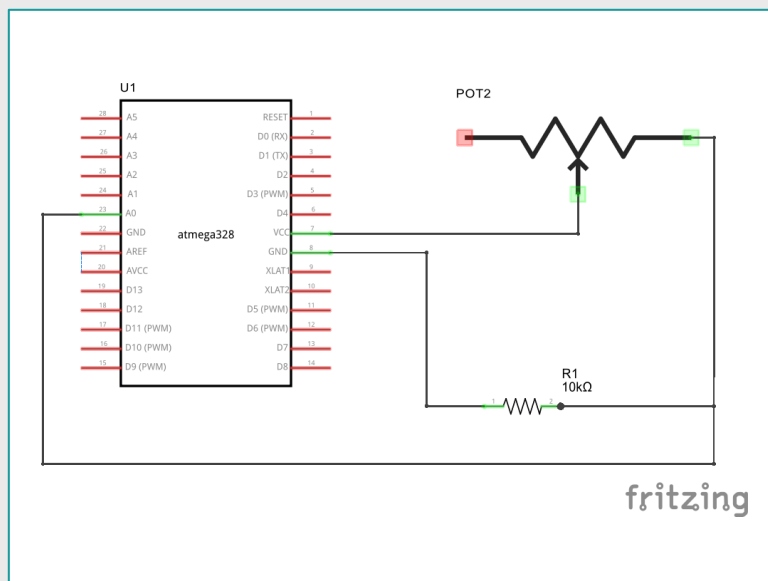 U1
POT2
28 A5 RESET 1
27 A4 D0 (RX) 2
26 A3 D1 (TX) 3
25 A2 D2 4
24 A1 D3 (PWM) 5
23 A0 D4 6
22 GND VCC 7
atmega328
21 AREF GND 8
20 AVCC XLAT1 9
19 D13 XLAT2 10
18 D12 D5 (PWM) 11
17 D11 (PWM) D6 (PWM) 12
16 D10 (PWM) D7 13
15 D9 (PWM) D8 14
R1
10kΩ
1 2
fritzing